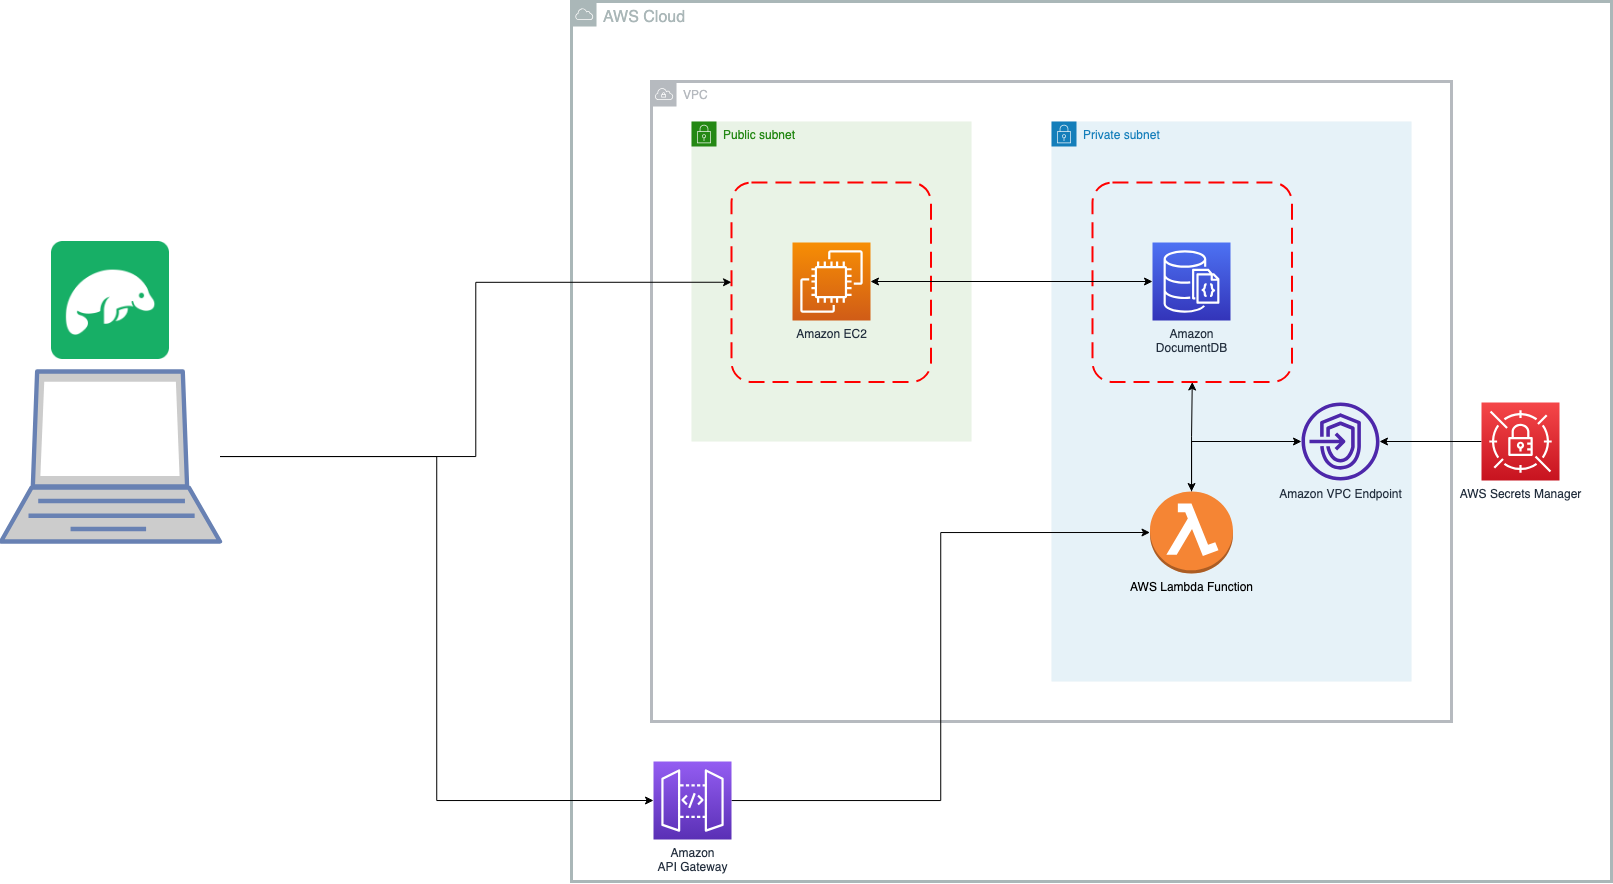 AWS Cloud
VPC
Public subnet
Private subnet
Amazon EC2
Amazon
DocumentDB
Amazon VPC Endpoint
AWS Secrets Manager
AWS Lambda Function
Amazon
API Gateway